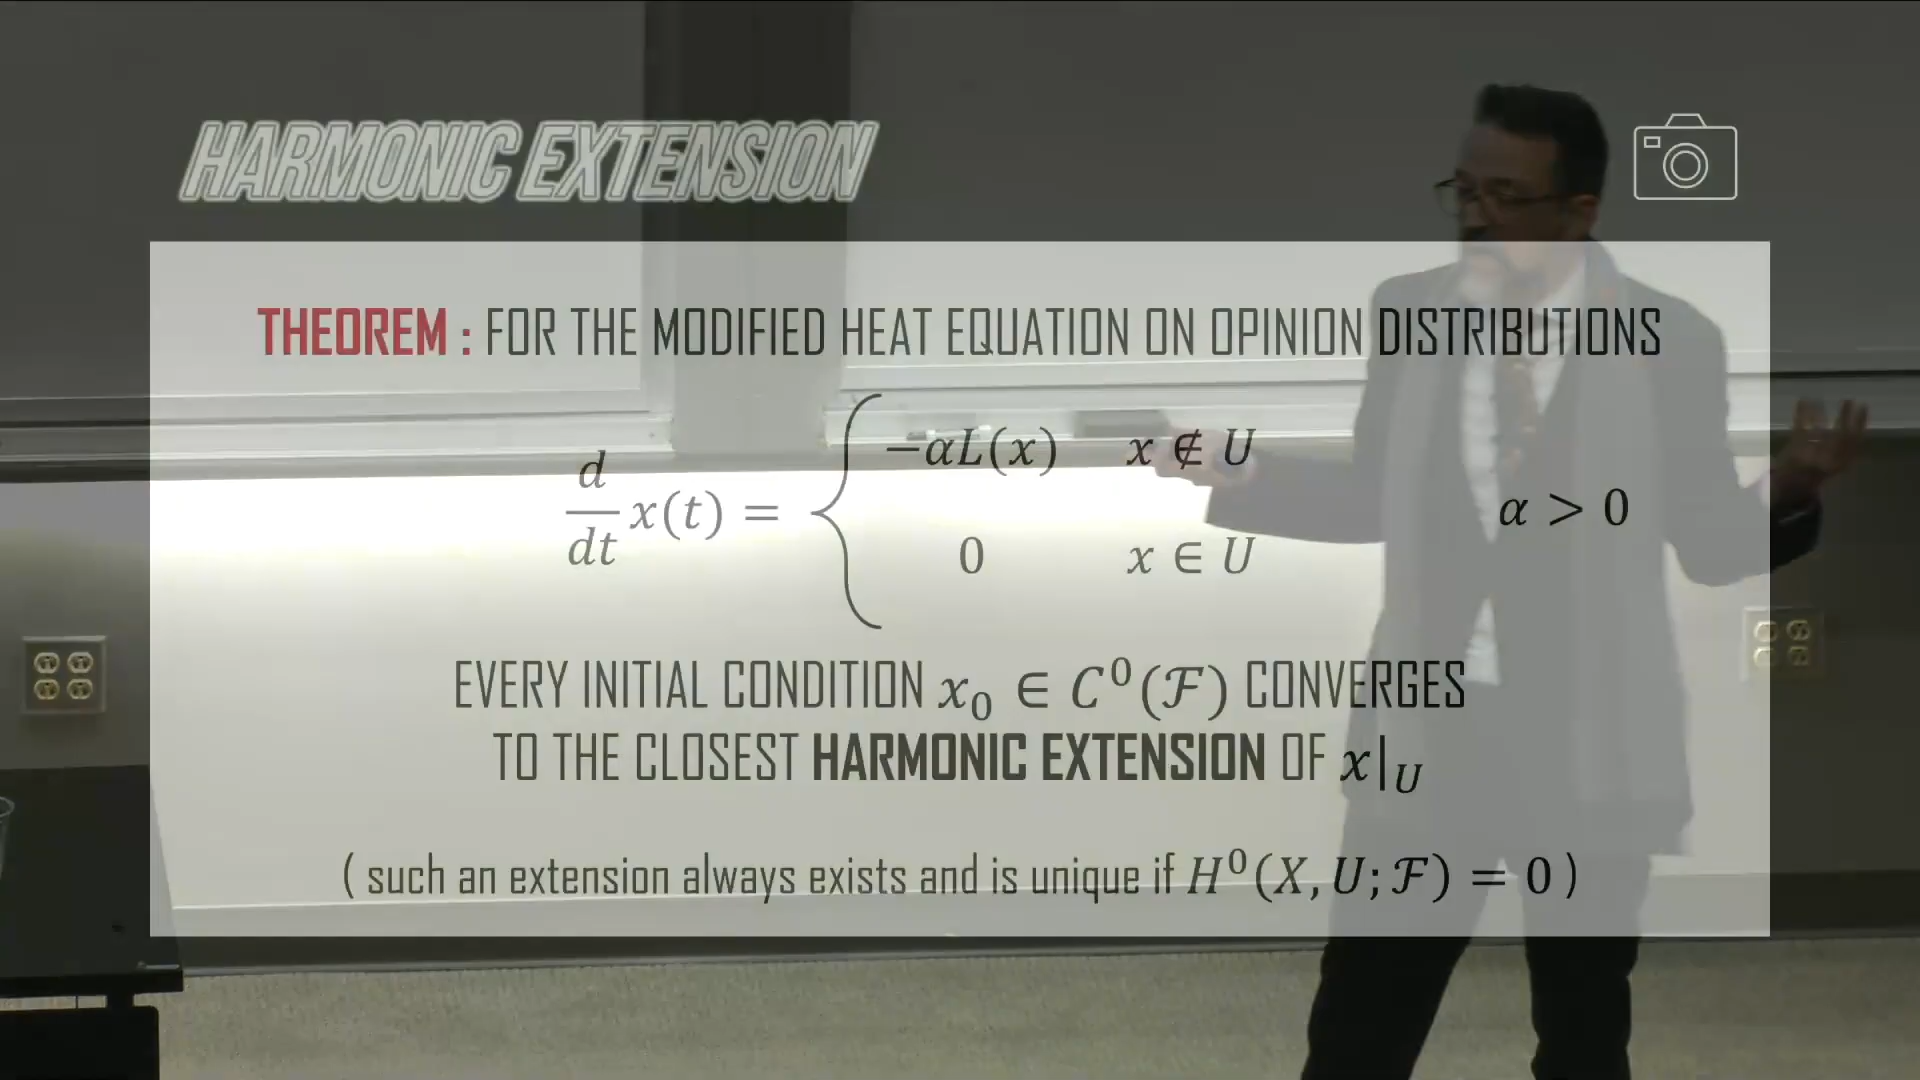 HARMONIC EXTENSION
THEOREM : FOR THE MODIFIED HEAT EQUATION ON OPINION DISTRIBUTIONS
d/dt x(t) = { −αL(x) x ∉ U
0 x ∈ U
α > 0
EVERY INITIAL CONDITION x₀ ∈ C⁰(ℱ) CONVERGES
TO THE CLOSEST HARMONIC EXTENSION OF x|_U
( such an extension always exists and is unique if H⁰(X, U; ℱ) = 0 )